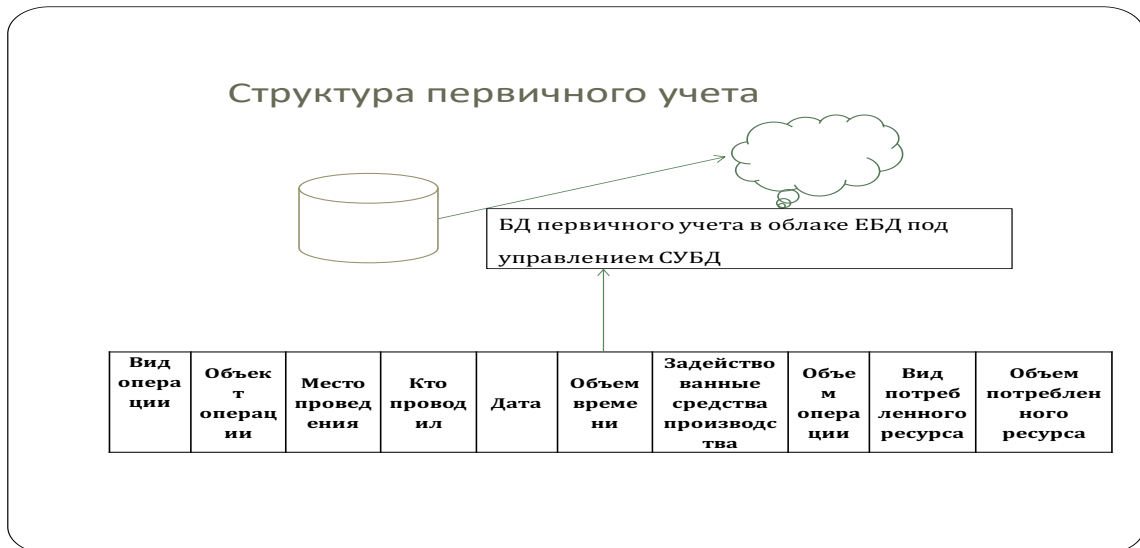 Структура первичного учета
БД первичного учета в облаке ЕБД под
управлением СУБД
Вид
опера
ции
Объек
т
операц
ии
Место
провед
ения
Кто
провод
ил
Дата
Объем
време
ни
Задейство
ванные
средства
производс
тва
Объе
м
опера
ции
Вид
потреб
ленного
ресурса
Объем
потреблен
ного
ресурса